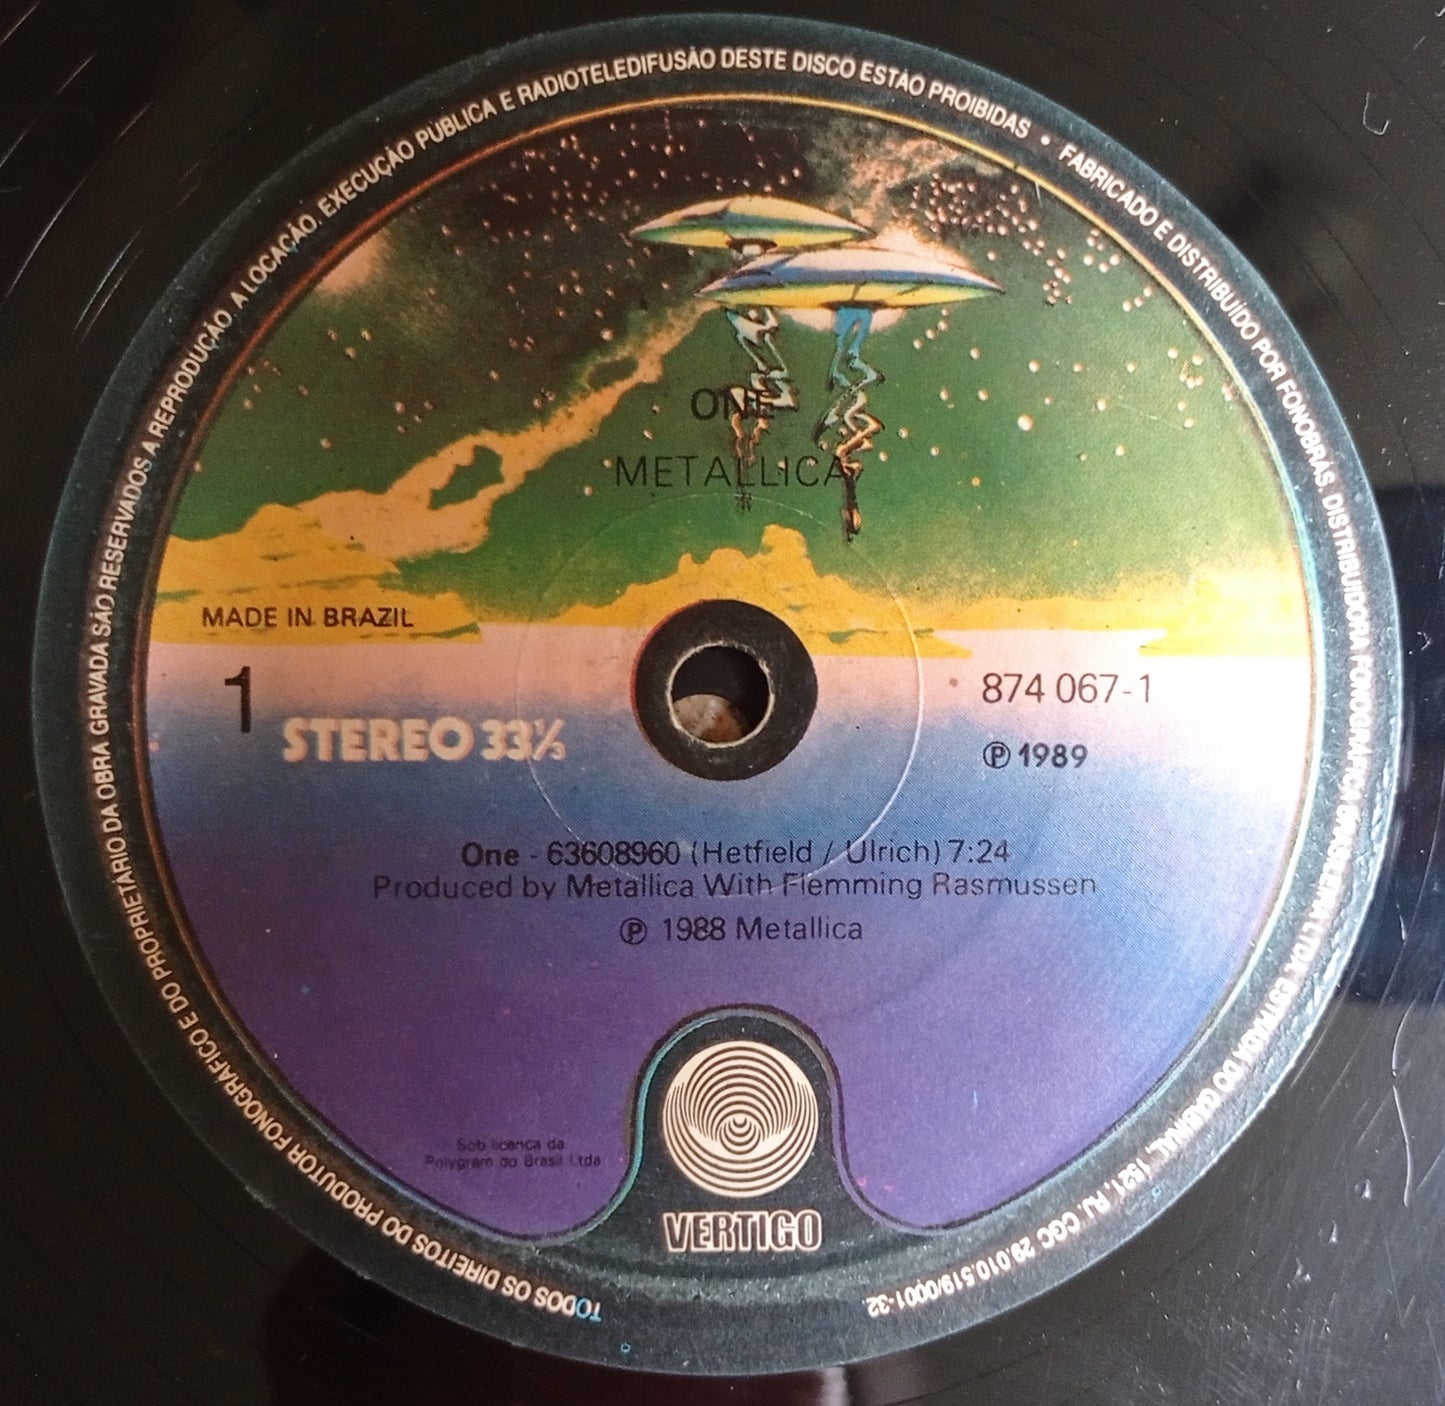 TODOS OS DIREITOS DO PRODUTOR FONOGRÁFICO E DO PROPRIETÁRIO DA OBRA GRAVADA SÃO RESERVADOS A REPRODUÇÃO. A LOCAÇÃO. EXECUÇÃO PÚBLICA E RADIOTELEDIFUSÃO DESTE DISCO ESTÃO PROIBIDAS • FABRICADO E DISTRIBUÍDO POR FONOBRÁS. DISTRIBUIDORA FONOGRÁFICA BRASILEIRA LTDA. ESTRADA DO GABINAL, 1521, RJ. CGC 29.010.519/0001-32.
ONE
METALLICA
MADE IN BRAZIL
1
STEREO 33⅓
874 067-1
℗ 1989
One - 63608960 (Hetfield / Ulrich) 7:24
Produced by Metallica With Flemming Rasmussen
℗ 1988 Metallica
Sob licença da
Polygram do Brasil Ltda
VERTIGO